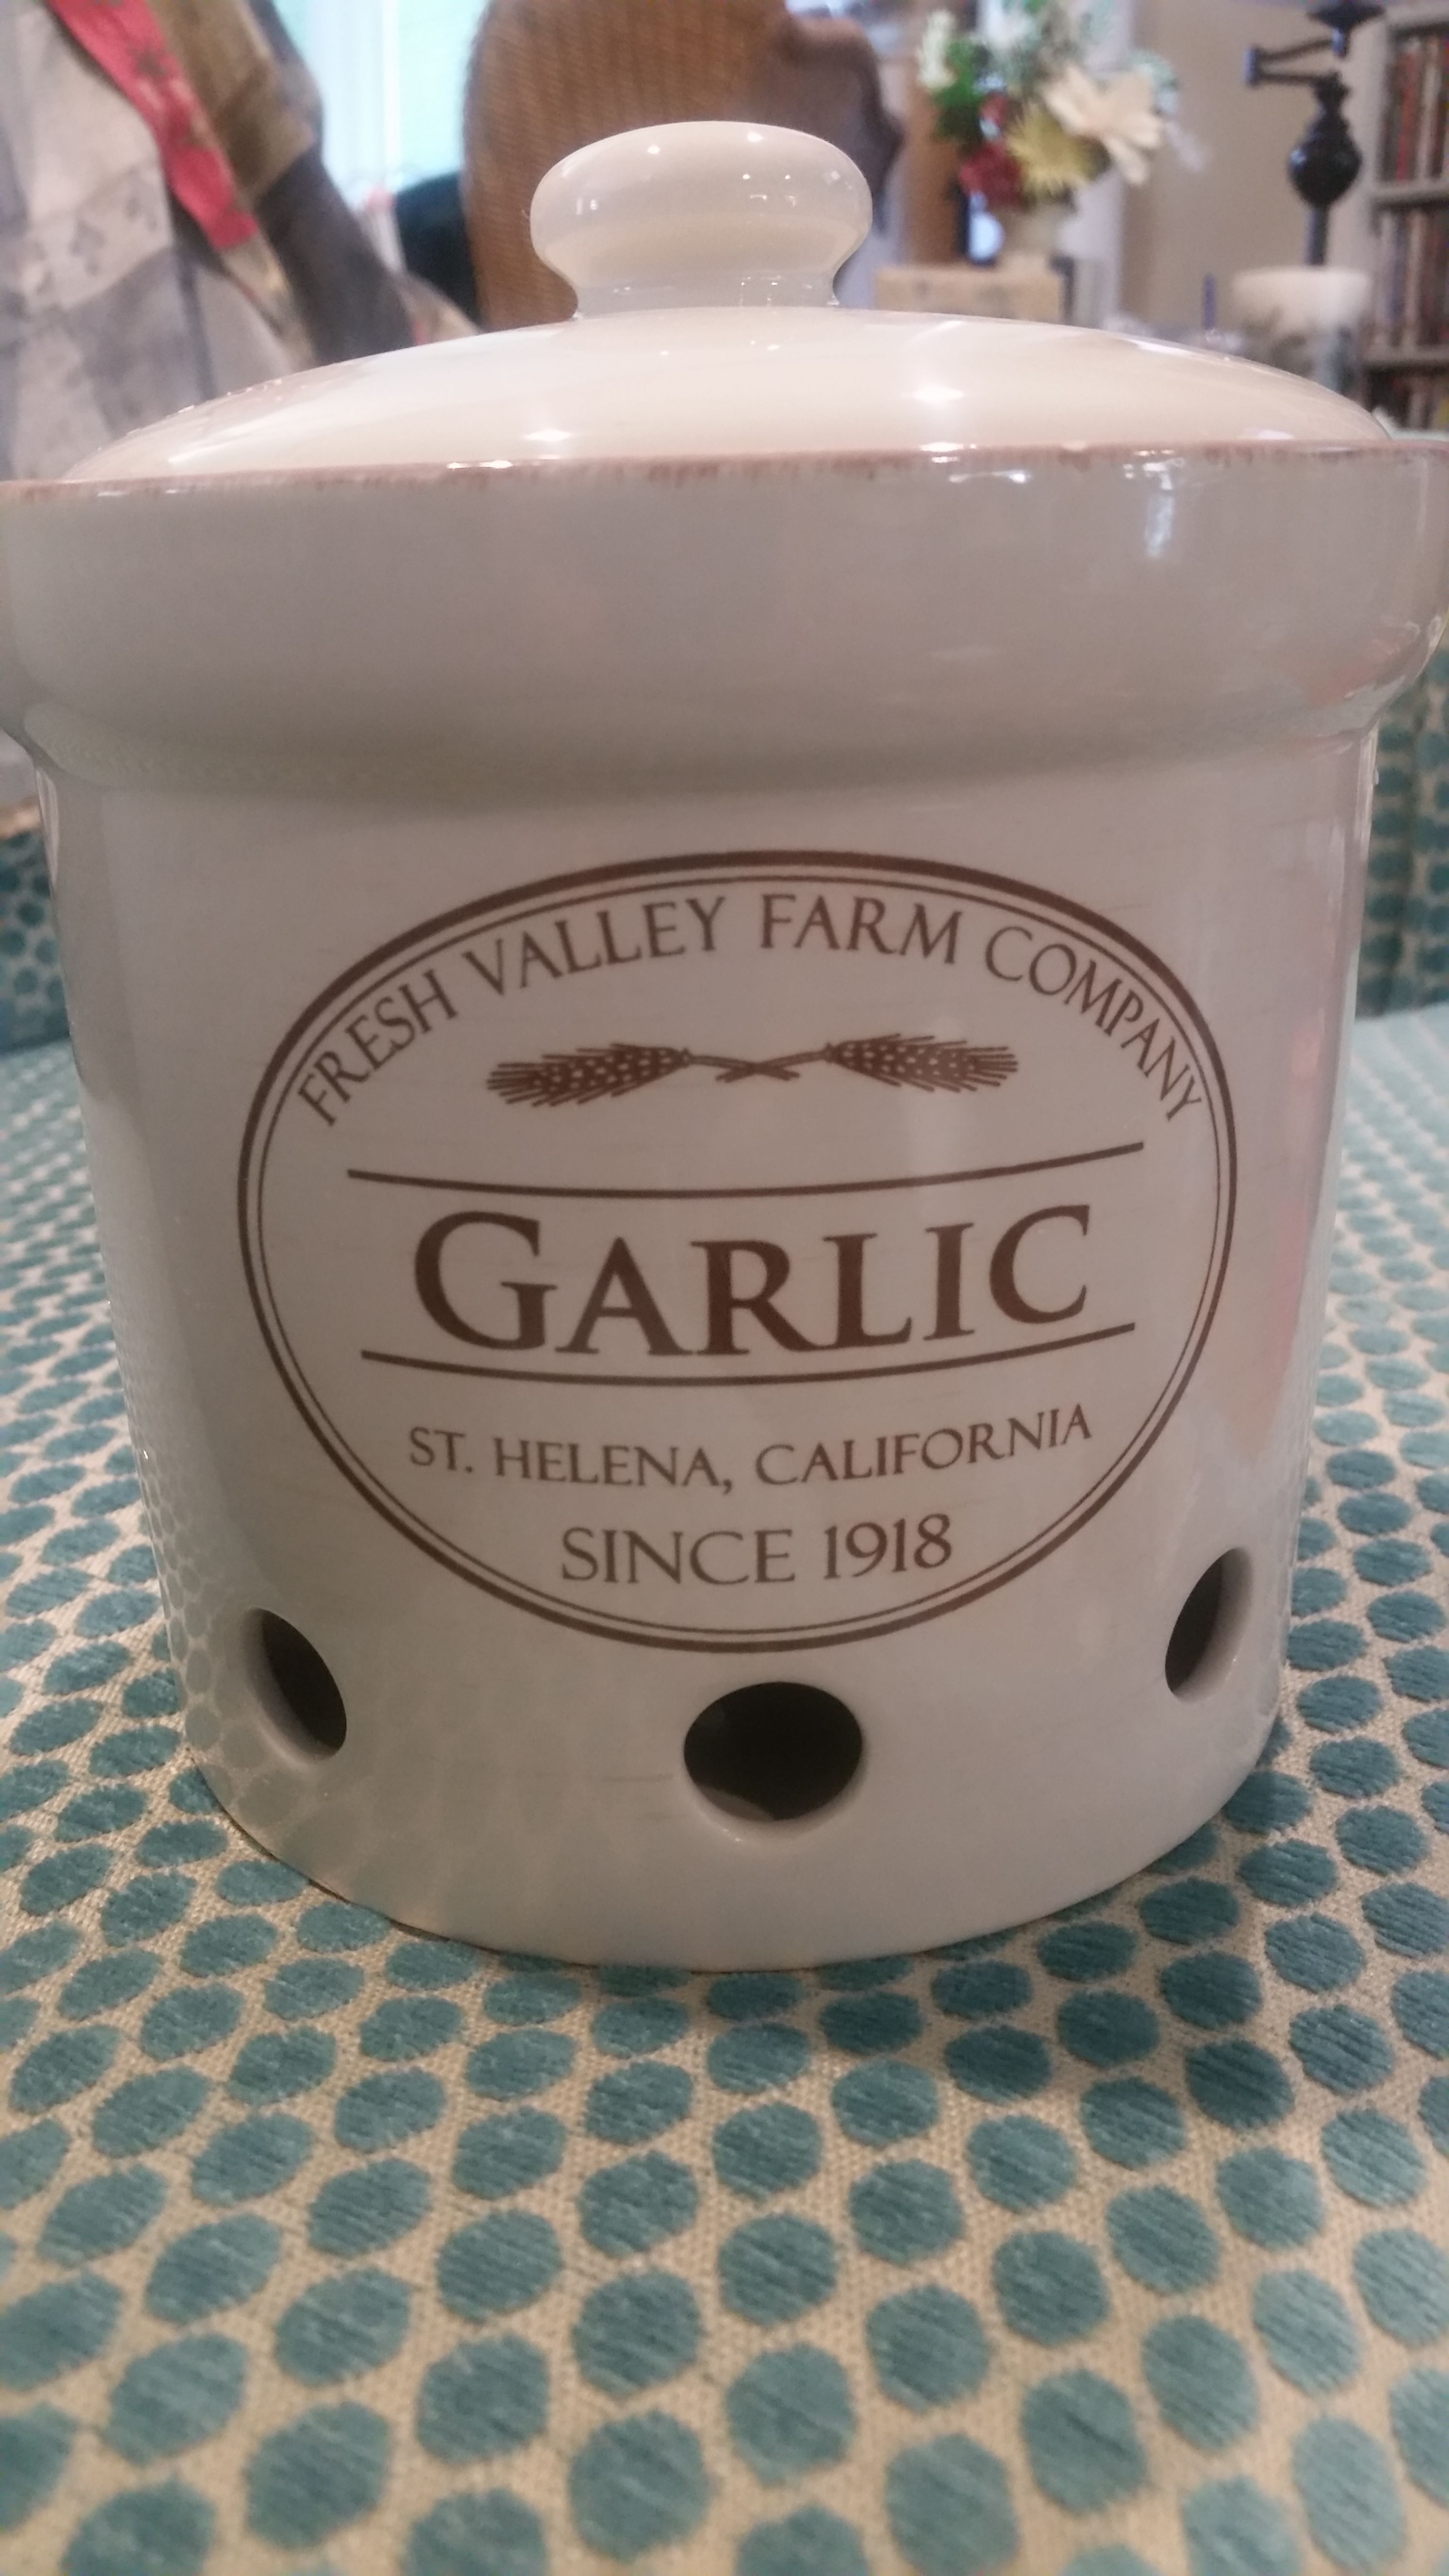 FRESH VALLEY FARM COMPANY
GARLIC
ST. HELENA, CALIFORNIA
SINCE 1918